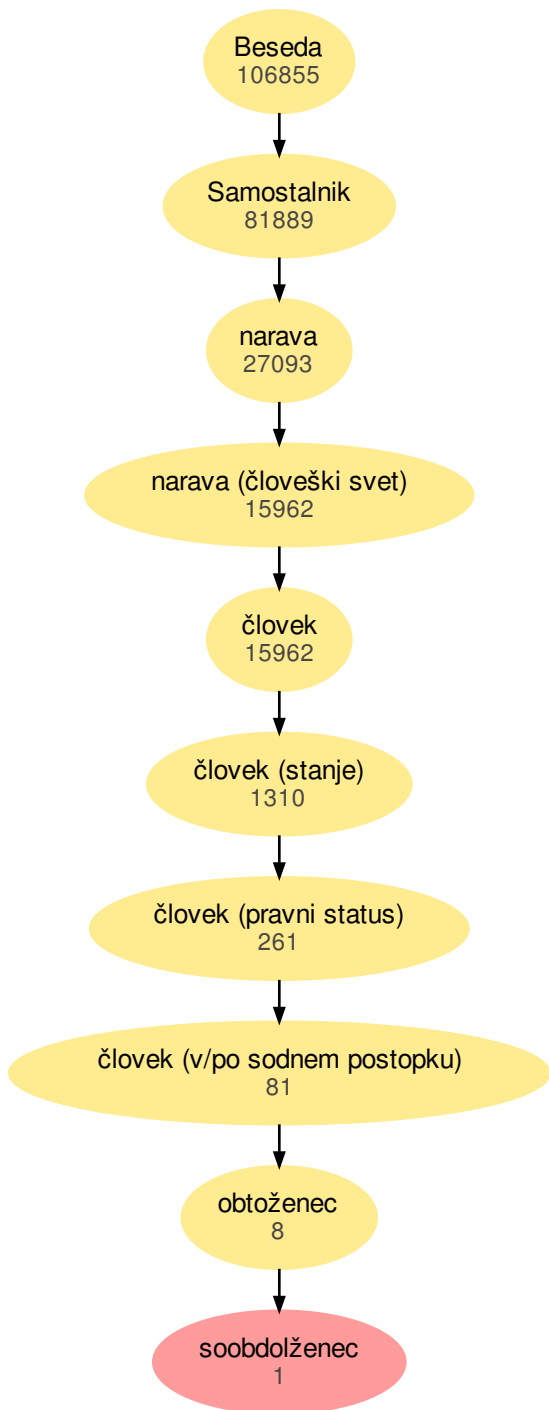 Beseda
106855
Samostalnik
81889
narava
27093
narava (človeški svet)
15962
človek
15962
človek (stanje)
1310
človek (pravni status)
261
človek (v/po sodnem postopku)
81
obtoženec
8
soobdolženec
1